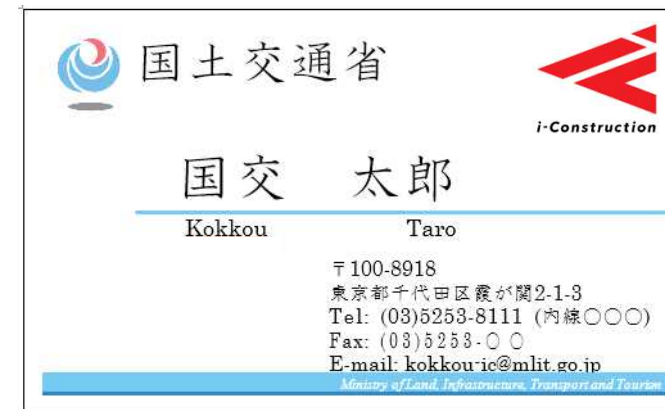 国土交通省
i-Construction
国交　太郎
Kokkou Taro
〒100-8918
東京都千代田区霞が関2-1-3
Tel: (03)5253-8111 (内線○○○)
Fax: (03)5253-○○
E-mail: kokkou-ic@mlit.go.jp
Ministry of Land, Infrastructure, Transport and Tourism